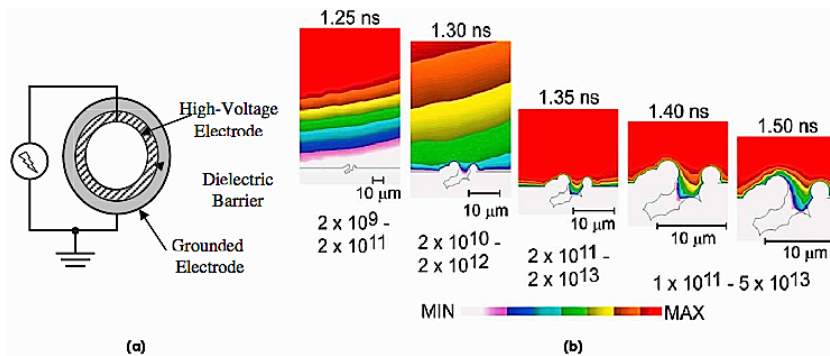 High-Voltage
Electrode
Dielectric
Barrier
Grounded
Electrode
(a)
1.25 ns
10 μm
2 x 10⁹ -
2 x 10¹¹
1.30 ns
10 μm
2 x 10¹⁰ -
2 x 10¹²
1.35 ns
10 μm
2 x 10¹¹ -
2 x 10¹³
1.40 ns
10 μm
1.50 ns
10 μm
1 x 10¹¹ - 5 x 10¹³
MIN
MAX
(b)